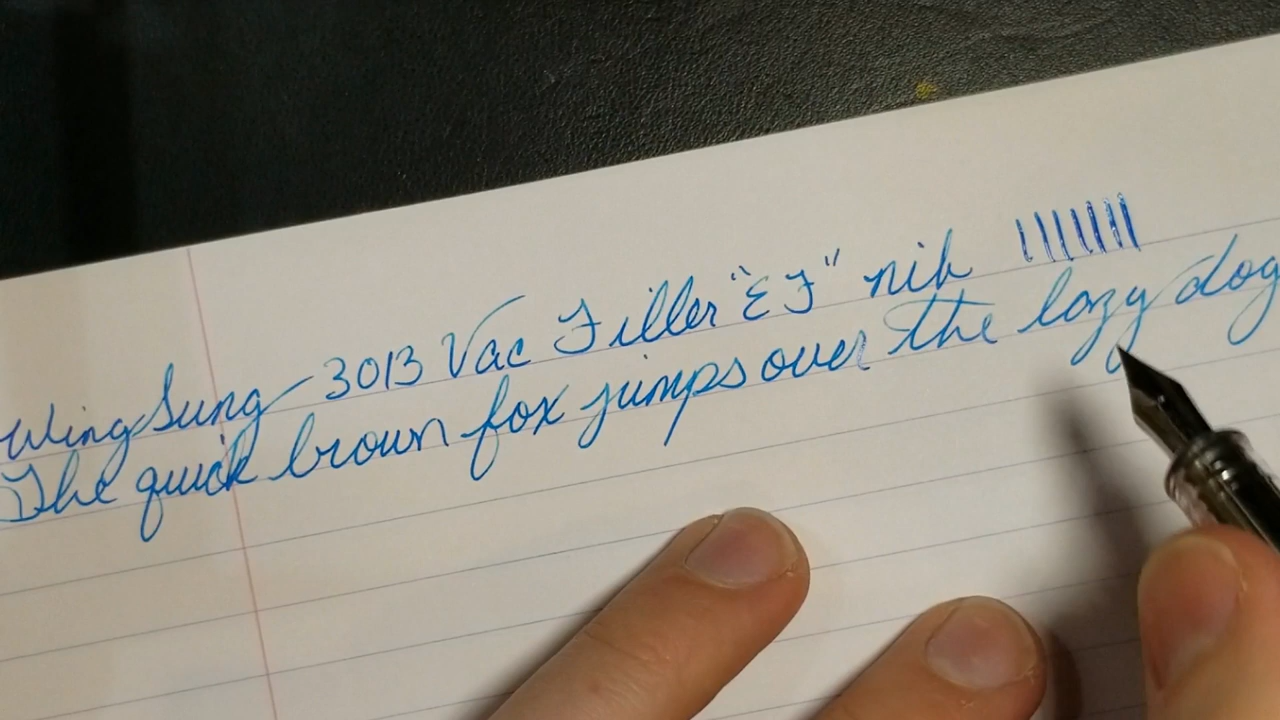 Wing Sung 3013 Vac Filler "EF" nib
The quick brown fox jumps over the lazy dog